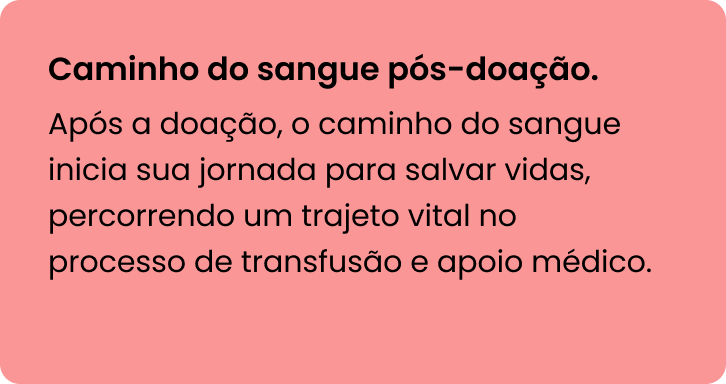 Caminho do sangue pós-doação.
Após a doação, o caminho do sangue
inicia sua jornada para salvar vidas,
percorrendo um trajeto vital no
processo de transfusão e apoio médico.